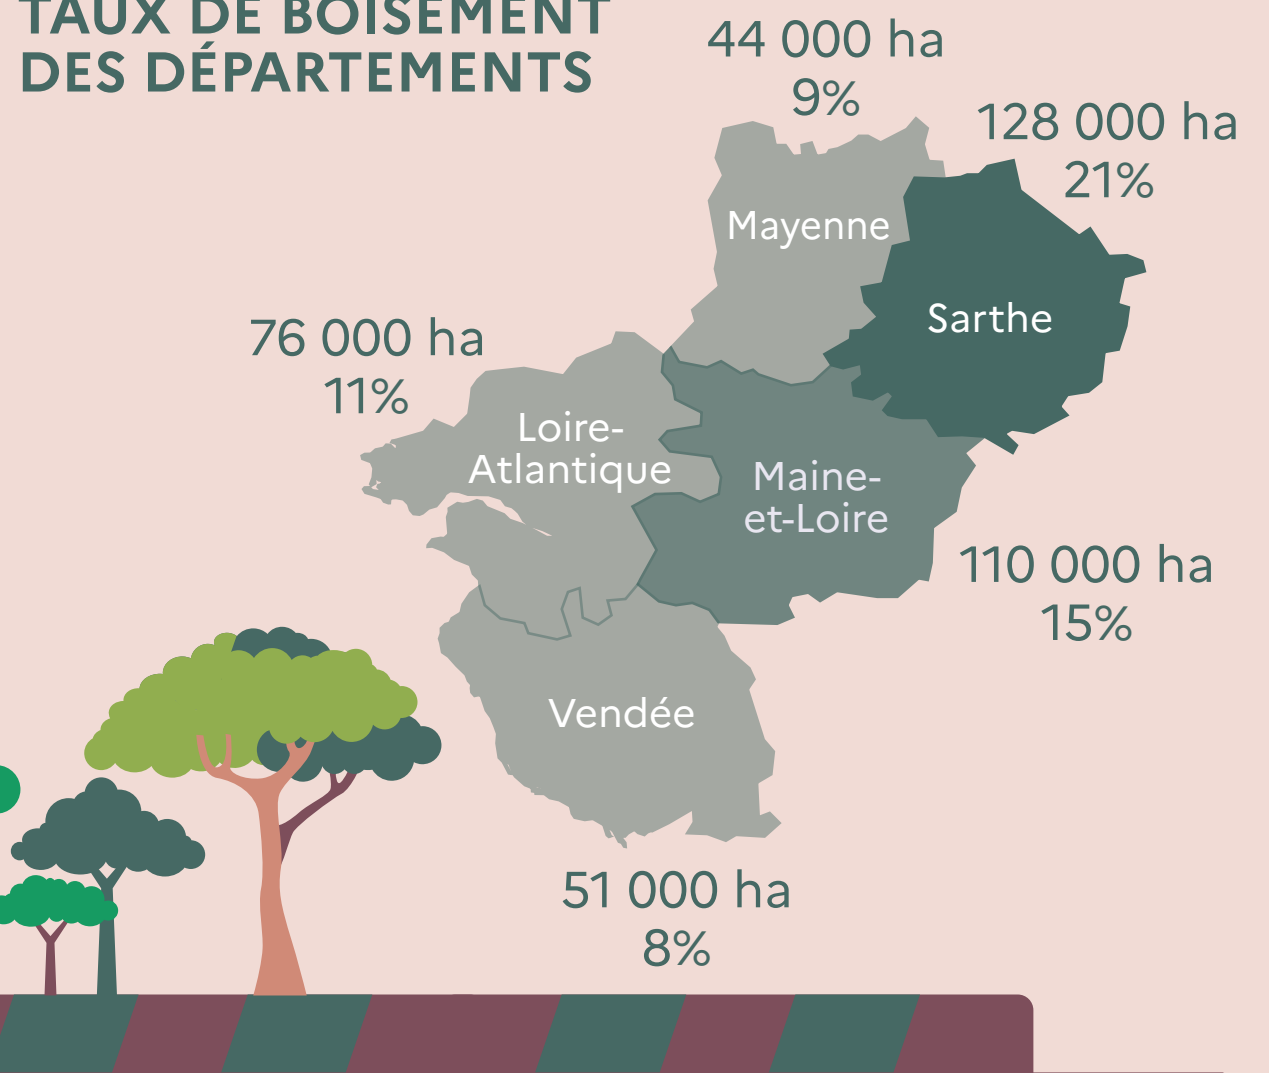 TAUX DE BOISEMENT
DES DÉPARTEMENTS
44 000 ha
9%
128 000 ha
21%
Mayenne
Sarthe
76 000 ha
11%
Loire-
Atlantique
Maine-
et-Loire
110 000 ha
15%
Vendée
51 000 ha
8%